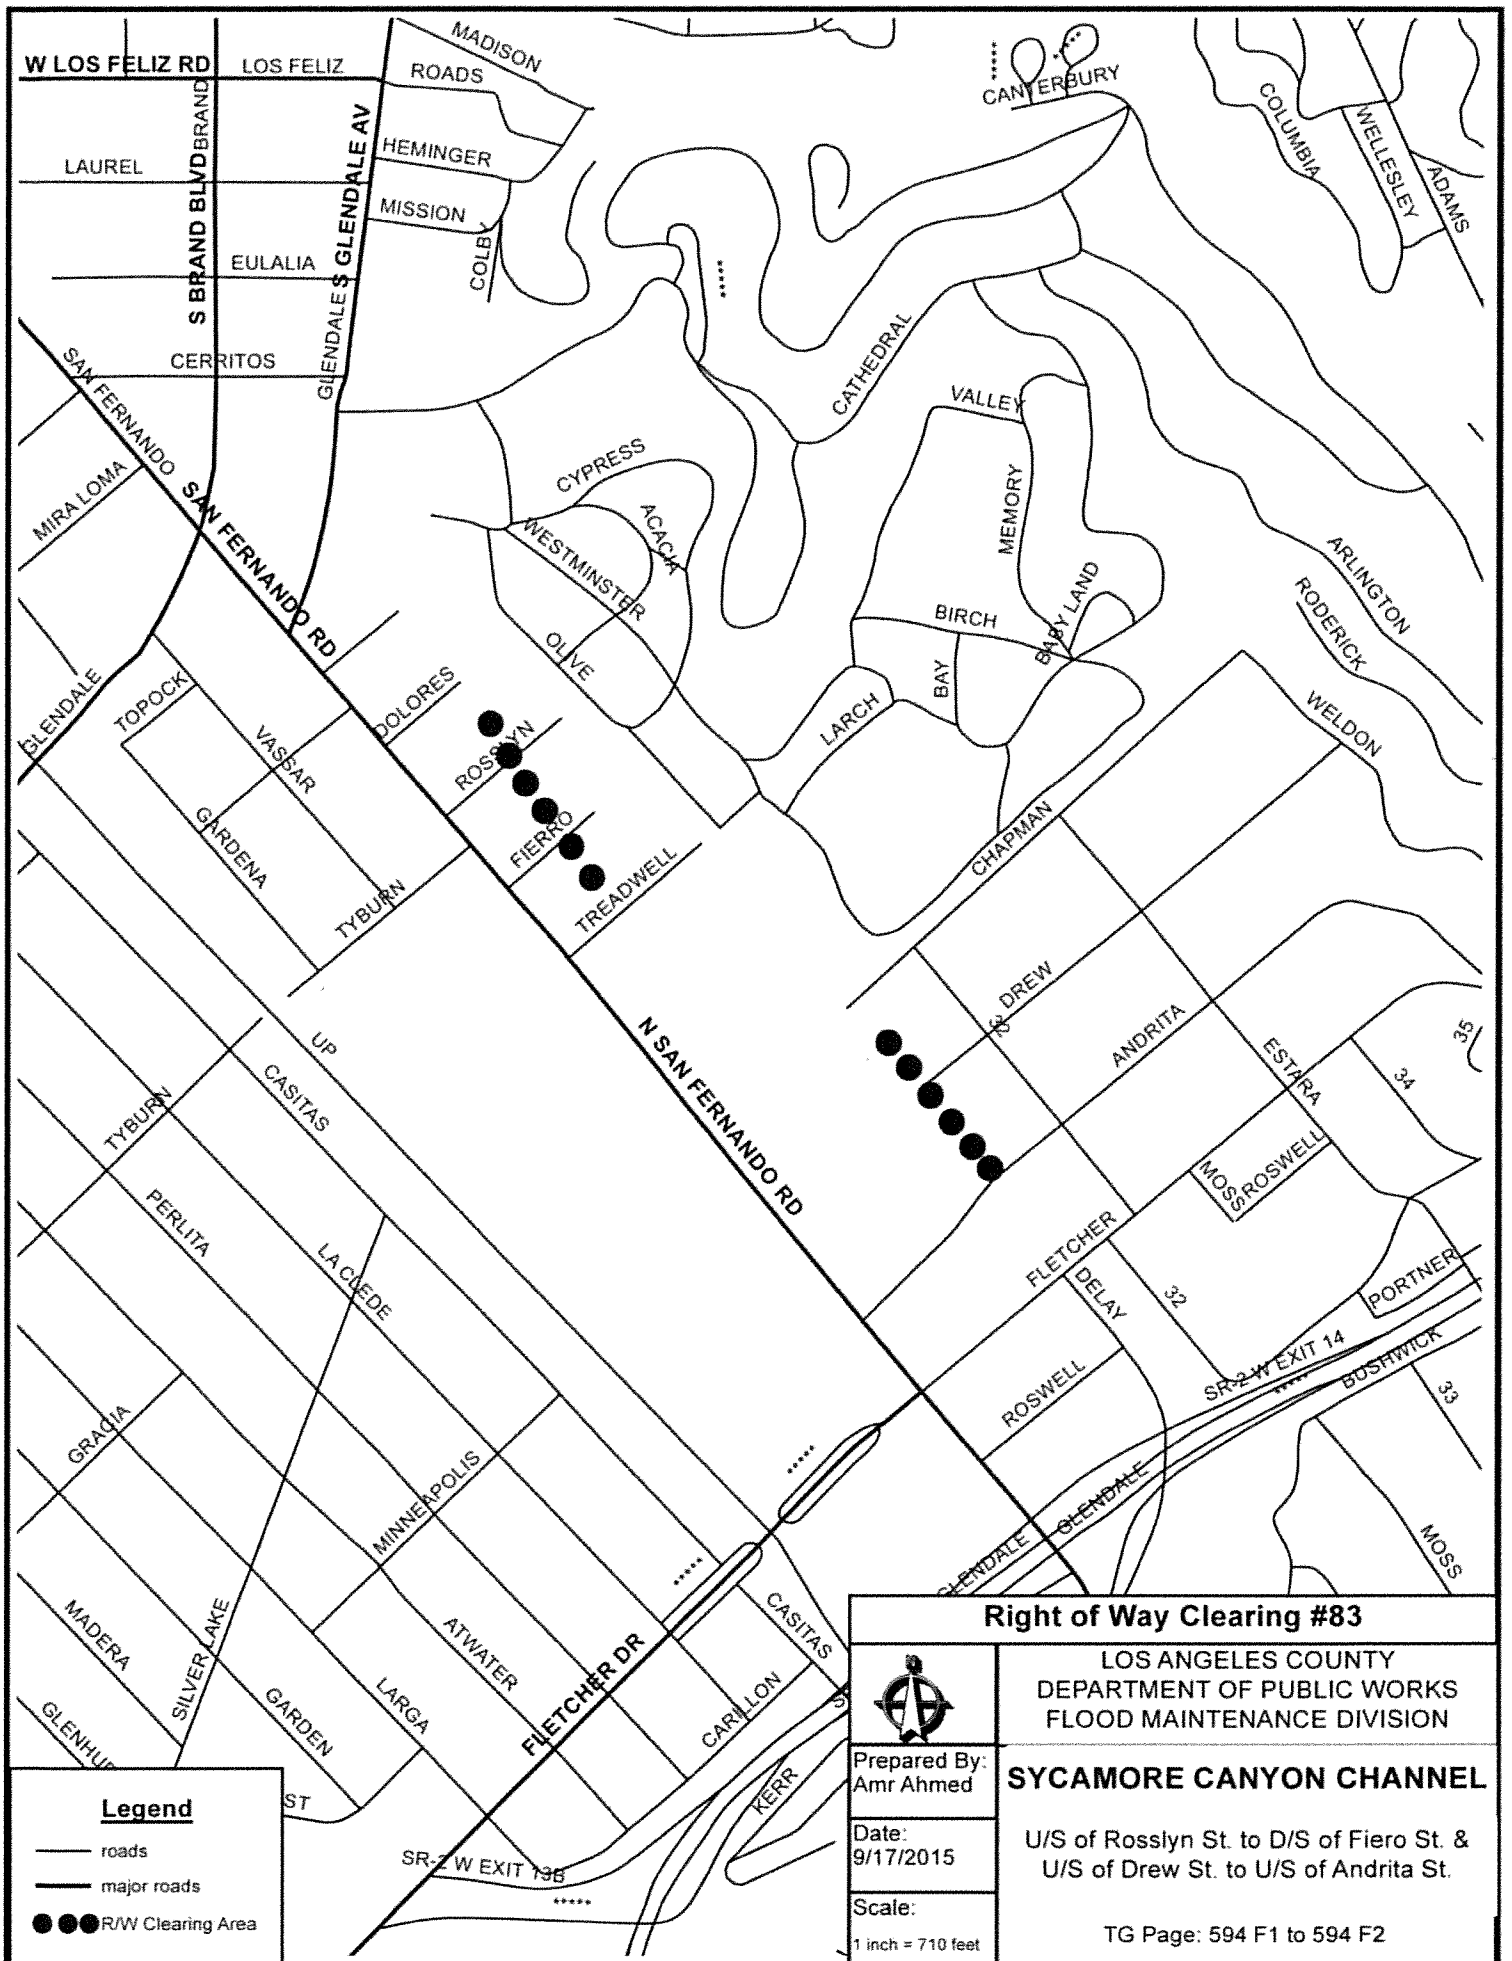 MADISON
W LOS FELIZ RD
LOS FELIZ
ROADS
CANTERBURY
COLUMBIA
WELLESLEY
ADAMS
BRAND
S BRAND BLVD
S GLENDALE AV
HEMINGER
LAUREL
MISSION
COLBY
EULALIA
GLENDALE
CERRITOS
SAN FERNANDO
CATHEDRAL
VALLEY
MIRA LOMA
SAN FERNANDO RD
CYPRESS
ACACIA
WESTMINSTER
MEMORY
ARLINGTON
RODERICK
BIRCH
BABY LAND
OLIVE
BAY
LARCH
WELDON
GLENDALE
TOPOCK
VASSAR
DOLORES
ROSSLYN
GARDENA
FIERRO
CHAPMAN
TYBURN
TREADWELL
DREW
32
ANDRITA
N SAN FERNANDO RD
UP
CASITAS
ESTARA
34
35
TYBURN
MOSS
ROSWELL
PERLITA
LA CLEDE
FLETCHER
DELAY
32
PORTNER
SR-2 W EXIT 14
BUSHWICK
33
ROSWELL
GRACIA
MINNEAPOLIS
*****
GLENDALE
GLENDALE
MOSS
MADERA
SILVER LAKE
ATWATER
CASITAS
FLETCHER DR
CARILLON
GARDEN
LARGA
KERR
SR-2 W EXIT 13B
*****
ST
Legend
roads
major roads
R/W Clearing Area
Right of Way Clearing #83
LOS ANGELES COUNTY
DEPARTMENT OF PUBLIC WORKS
FLOOD MAINTENANCE DIVISION
Prepared By:
Amr Ahmed
SYCAMORE CANYON CHANNEL
Date:
9/17/2015
U/S of Rosslyn St. to D/S of Fiero St. &
U/S of Drew St. to U/S of Andrita St.
Scale:
1 inch = 710 feet
TG Page: 594 F1 to 594 F2